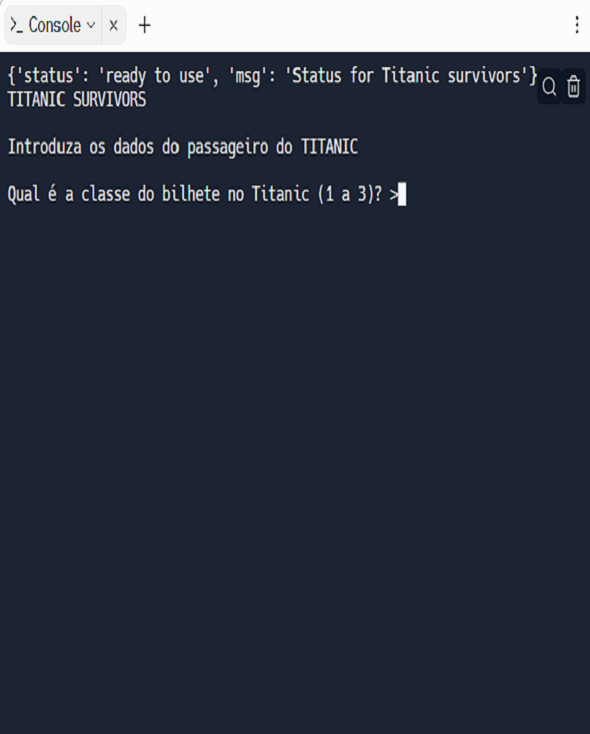 >_ Console
{'status': 'ready to use', 'msg': 'Status for Titanic survivors'}
TITANIC SURVIVORS
Introduza os dados do passageiro do TITANIC
Qual é a classe do bilhete no Titanic (1 a 3)? >